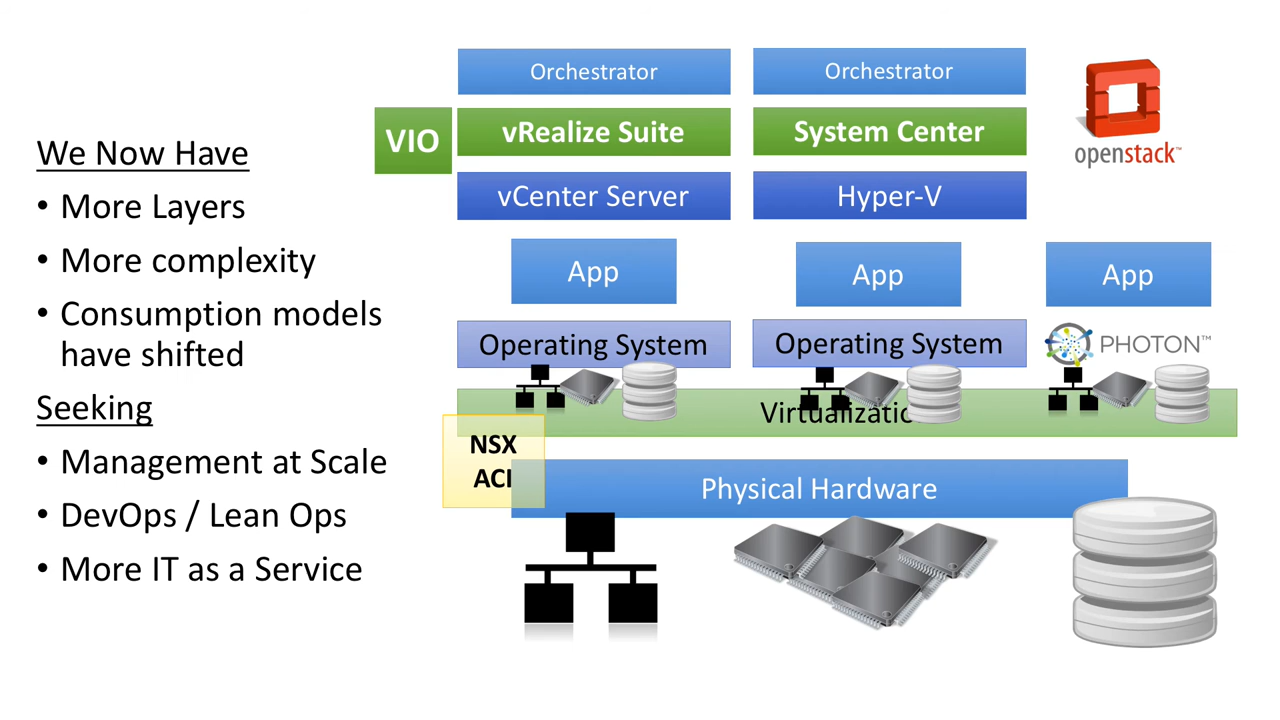 We Now Have
• More Layers
• More complexity
• Consumption models
have shifted
Seeking
• Management at Scale
• DevOps / Lean Ops
• More IT as a Service
Orchestrator
Orchestrator
VIO
vRealize Suite
System Center
openstack™
vCenter Server
Hyper-V
App
App
App
Operating System
Operating System
PHOTON™
Virtualizatio
NSX
ACI
Physical Hardware